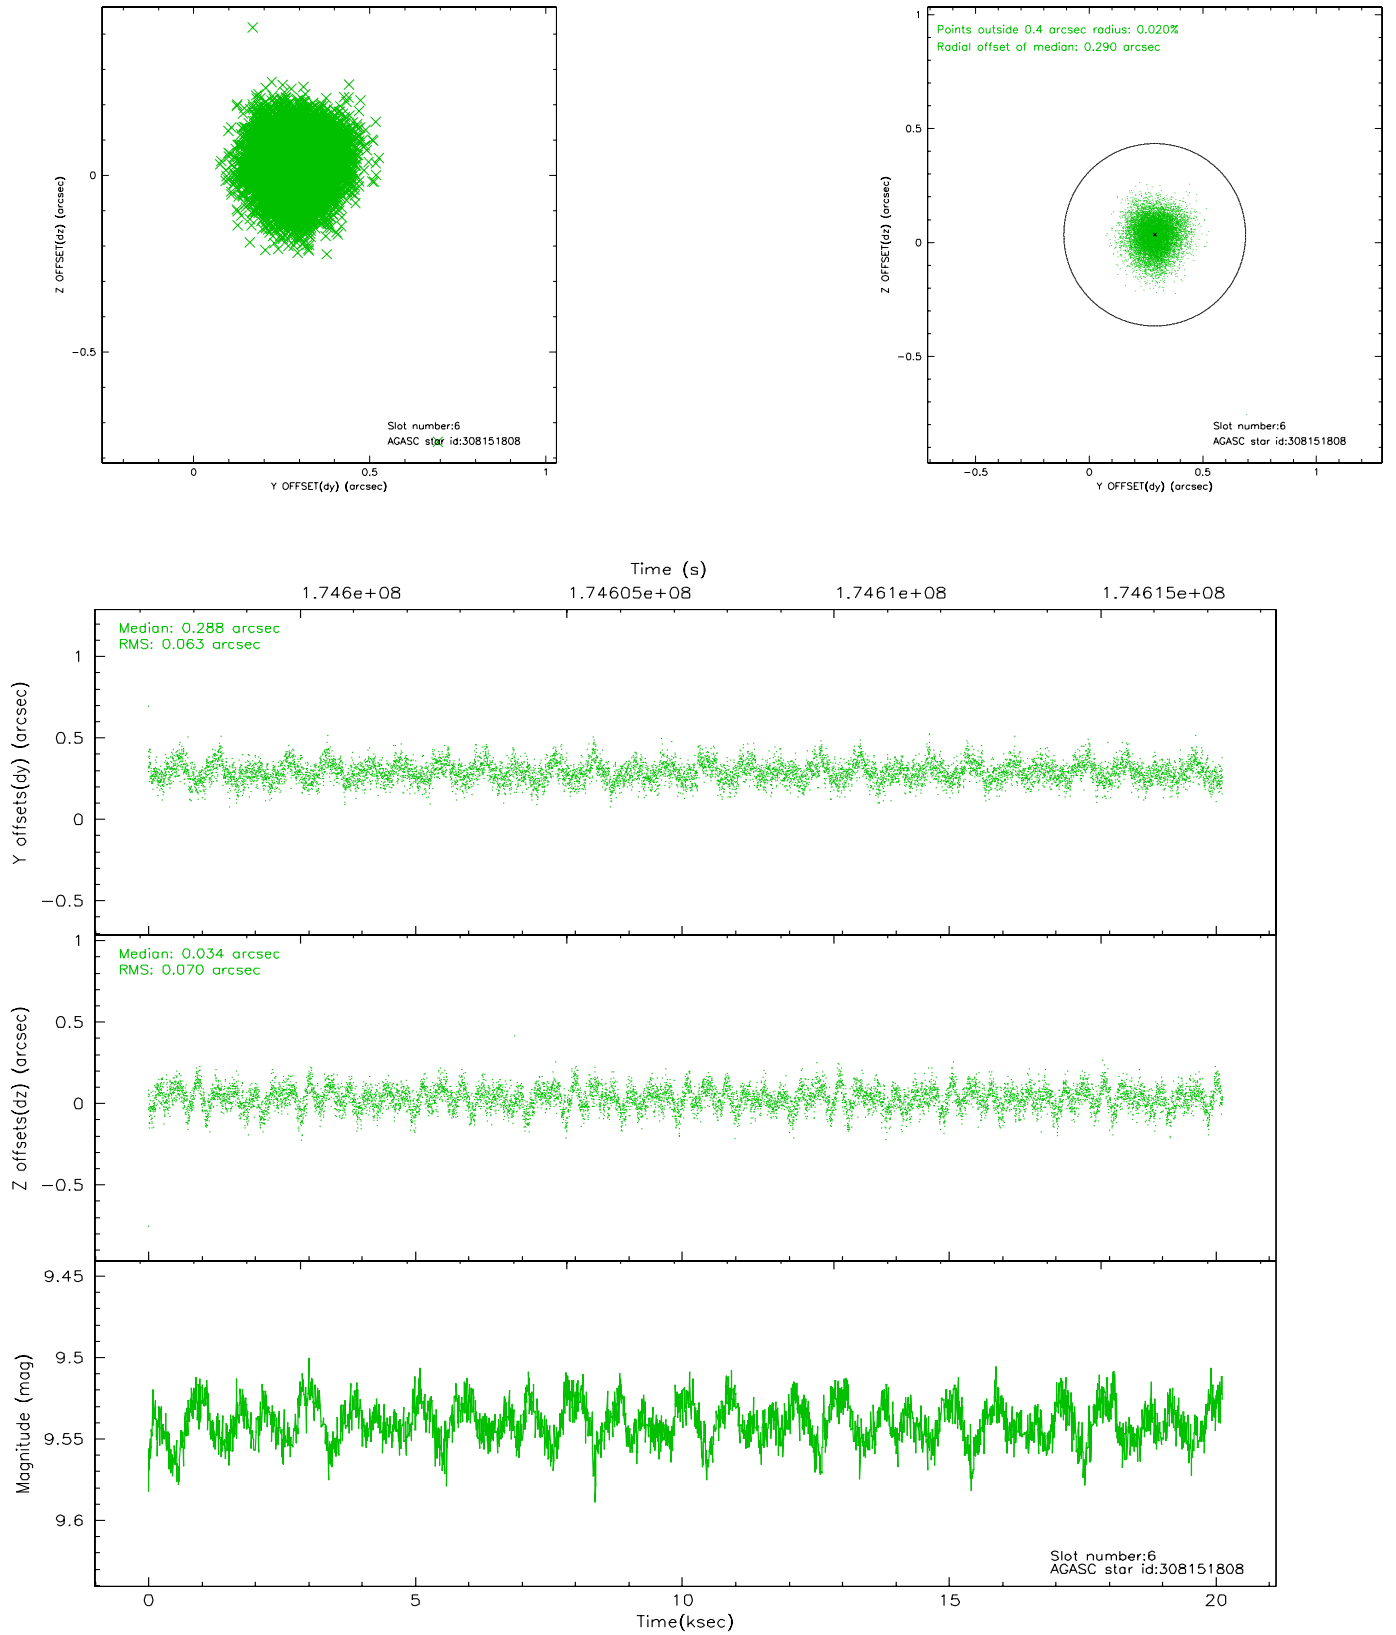 0
-0.5
0
0.5
1
Z OFFSET(dz) (arcsec)
Y OFFSET(dy) (arcsec)
Slot number:6
AGASC star id:308151808
Points outside 0.4 arcsec radius: 0.020%
Radial offset of median: 0.290 arcsec
1
0.5
0
-0.5
-0.5
0
0.5
1
Z OFFSET(dz) (arcsec)
Y OFFSET(dy) (arcsec)
Slot number:6
AGASC star id:308151808
Time (s)
1.746e+08
1.74605e+08
1.7461e+08
1.74615e+08
Median: 0.288 arcsec
RMS: 0.063 arcsec
1
0.5
0
-0.5
Y offsets(dy) (arcsec)
Median: 0.034 arcsec
RMS: 0.070 arcsec
1
0.5
0
-0.5
Z offsets(dz) (arcsec)
9.45
9.5
9.55
9.6
Magnitude (mag)
Slot number:6
AGASC star id:308151808
0
5
10
15
20
Time(ksec)